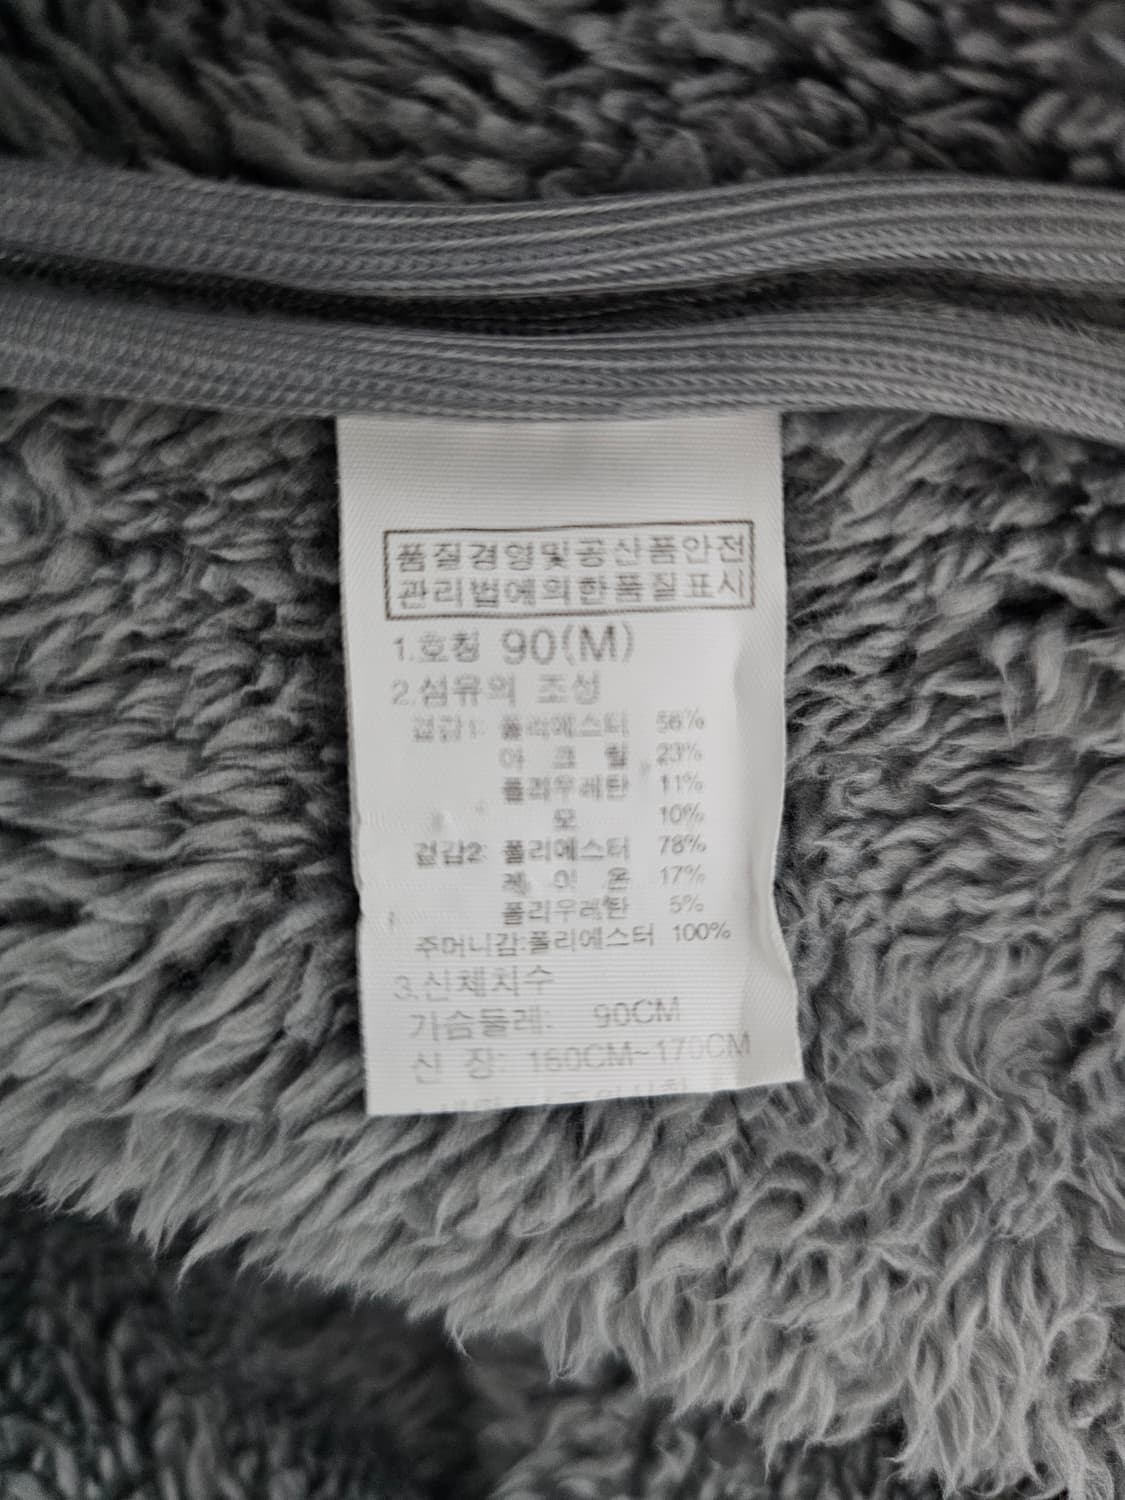 품질경영및공산품안전
관리법에의한품질표시
1.호칭 90(M)
2.섬유의 조성
겉감1: 폴리에스터 56%
아 크 릴 23%
폴리우레탄 11%
모 10%
겉감2: 폴리에스터 78%
레 이 온 17%
폴리우레탄 5%
주머니감:폴리에스터 100%
3.신체치수
가슴둘레: 90CM
신 장: 160CM~170CM